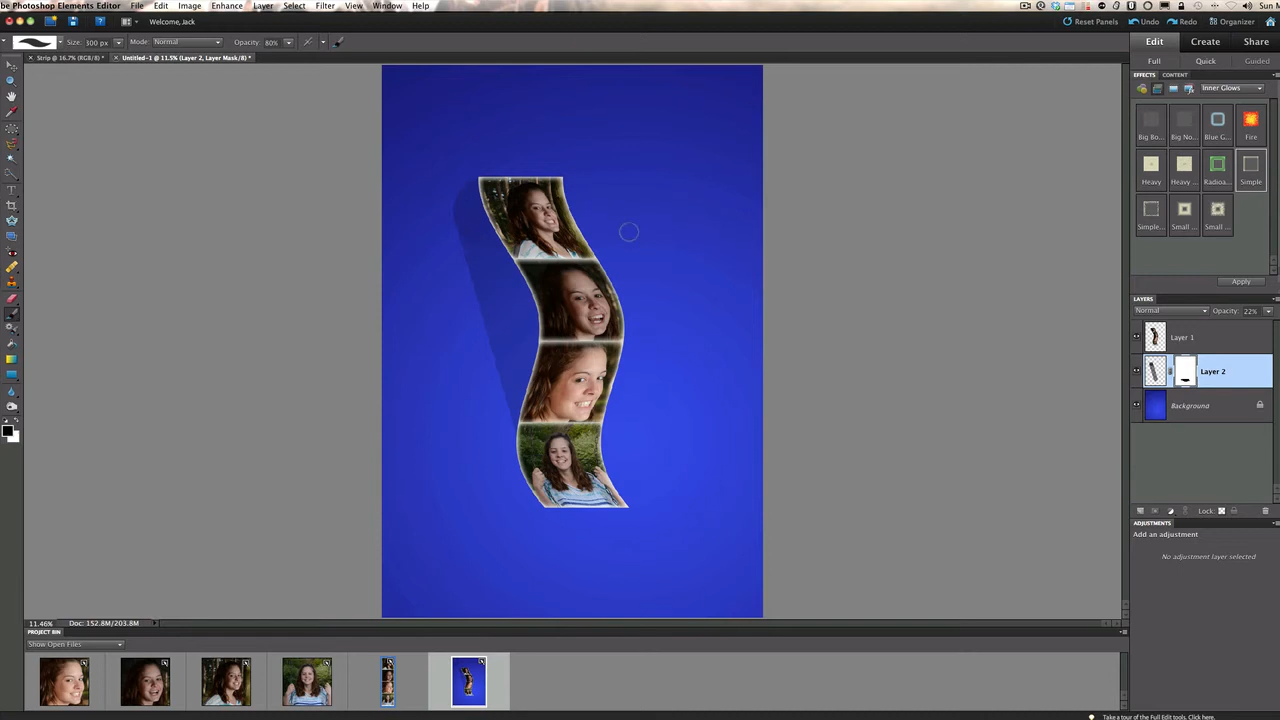 be Photoshop Elements Editor File Edit Image Enhance Layer Select Filter View Window Help Sun M
Welcome, Jack Reset Panels Undo Redo Organizer
Size: 300 px Mode: Normal Opacity: 80% Edit Create Share
Strip @ 16.7% (RGB/8) * Untitled-1 @ 11.5% (Layer 2, Layer Mask/8) * Full Quick Guided
EFFECTS CONTENT
Inner Glows
Big Bo... Big No... Blue G... Fire
Heavy Heavy ... Radioa... Simple
Simple... Small ... Small ...
Apply
LAYERS
Normal Opacity: 22%
Layer 1
Layer 2
Background
Lock:
ADJUSTMENTS
Add an adjustment
No adjustment layer selected
11.46% Doc: 152.8M/203.8M
PROJECT BIN
Show Open Files
Take a tour of the Full Edit tools. Click here.